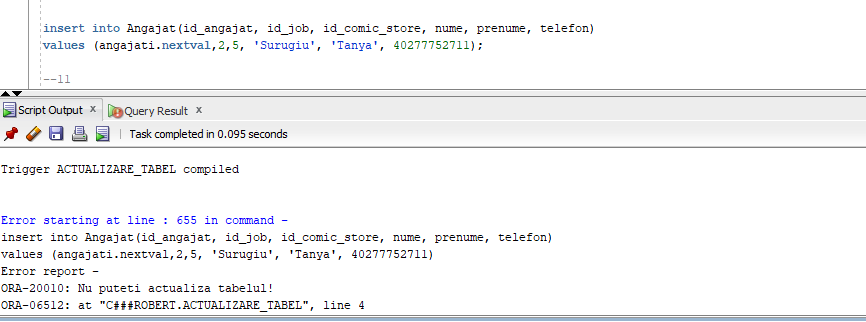 insert into Angajat(id_angajat, id_job, id_comic_store, nume, prenume, telefon)
values (angajati.nextval,2,5, 'Surugiu', 'Tanya', 40277752711);
--11
Script Output x Query Result x
Task completed in 0.095 seconds
Trigger ACTUALIZARE_TABEL compiled
Error starting at line : 655 in command -
insert into Angajat(id_angajat, id_job, id_comic_store, nume, prenume, telefon)
values (angajati.nextval,2,5, 'Surugiu', 'Tanya', 40277752711)
Error report -
ORA-20010: Nu puteti actualiza tabelul!
ORA-06512: at "C###ROBERT.ACTUALIZARE_TABEL", line 4